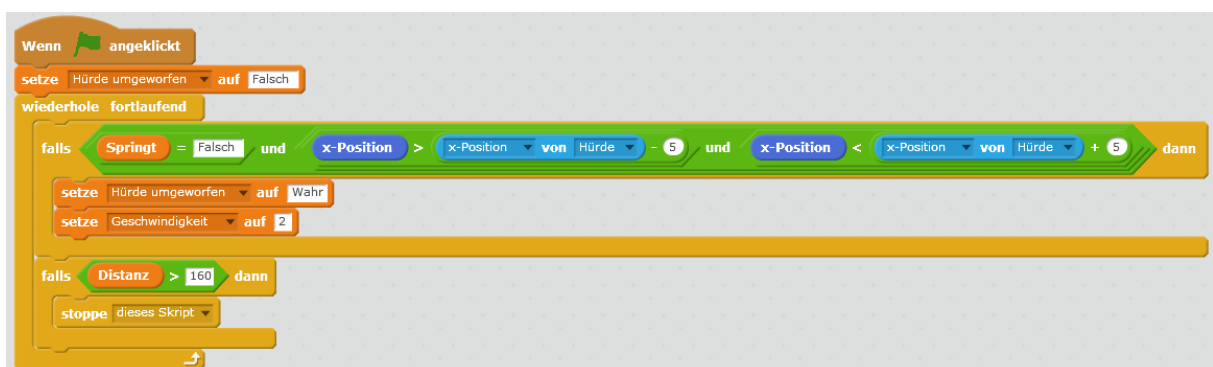 Wenn angeklickt
setze Hürde umgeworfen auf Falsch
wiederhole fortlaufend
falls Springt = Falsch und x-Position > x-Position von Hürde - 5 und x-Position < x-Position von Hürde + 5 dann
setze Hürde umgeworfen auf Wahr
setze Geschwindigkeit auf 2
falls Distanz > 160 dann
stoppe dieses Skript